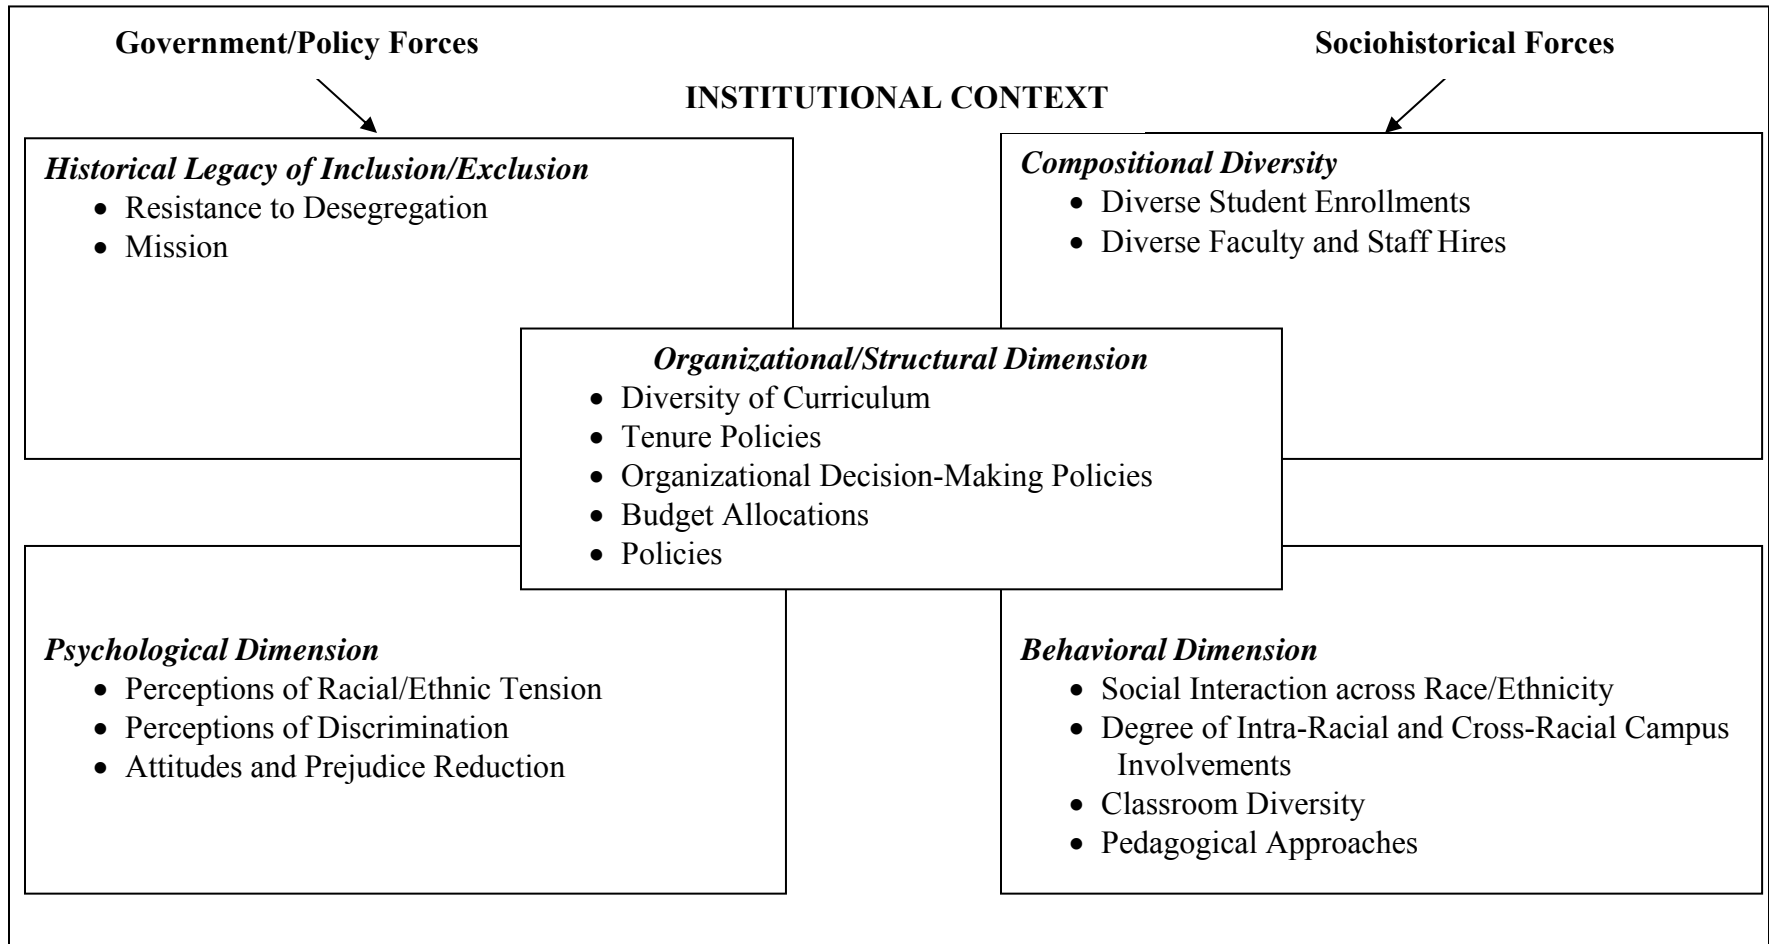 Government/Policy Forces
Sociohistorical Forces
INSTITUTIONAL CONTEXT
Historical Legacy of Inclusion/Exclusion
• Resistance to Desegregation
• Mission
Compositional Diversity
• Diverse Student Enrollments
• Diverse Faculty and Staff Hires
Organizational/Structural Dimension
• Diversity of Curriculum
• Tenure Policies
• Organizational Decision-Making Policies
• Budget Allocations
• Policies
Psychological Dimension
• Perceptions of Racial/Ethnic Tension
• Perceptions of Discrimination
• Attitudes and Prejudice Reduction
Behavioral Dimension
• Social Interaction across Race/Ethnicity
• Degree of Intra-Racial and Cross-Racial Campus
Involvements
• Classroom Diversity
• Pedagogical Approaches